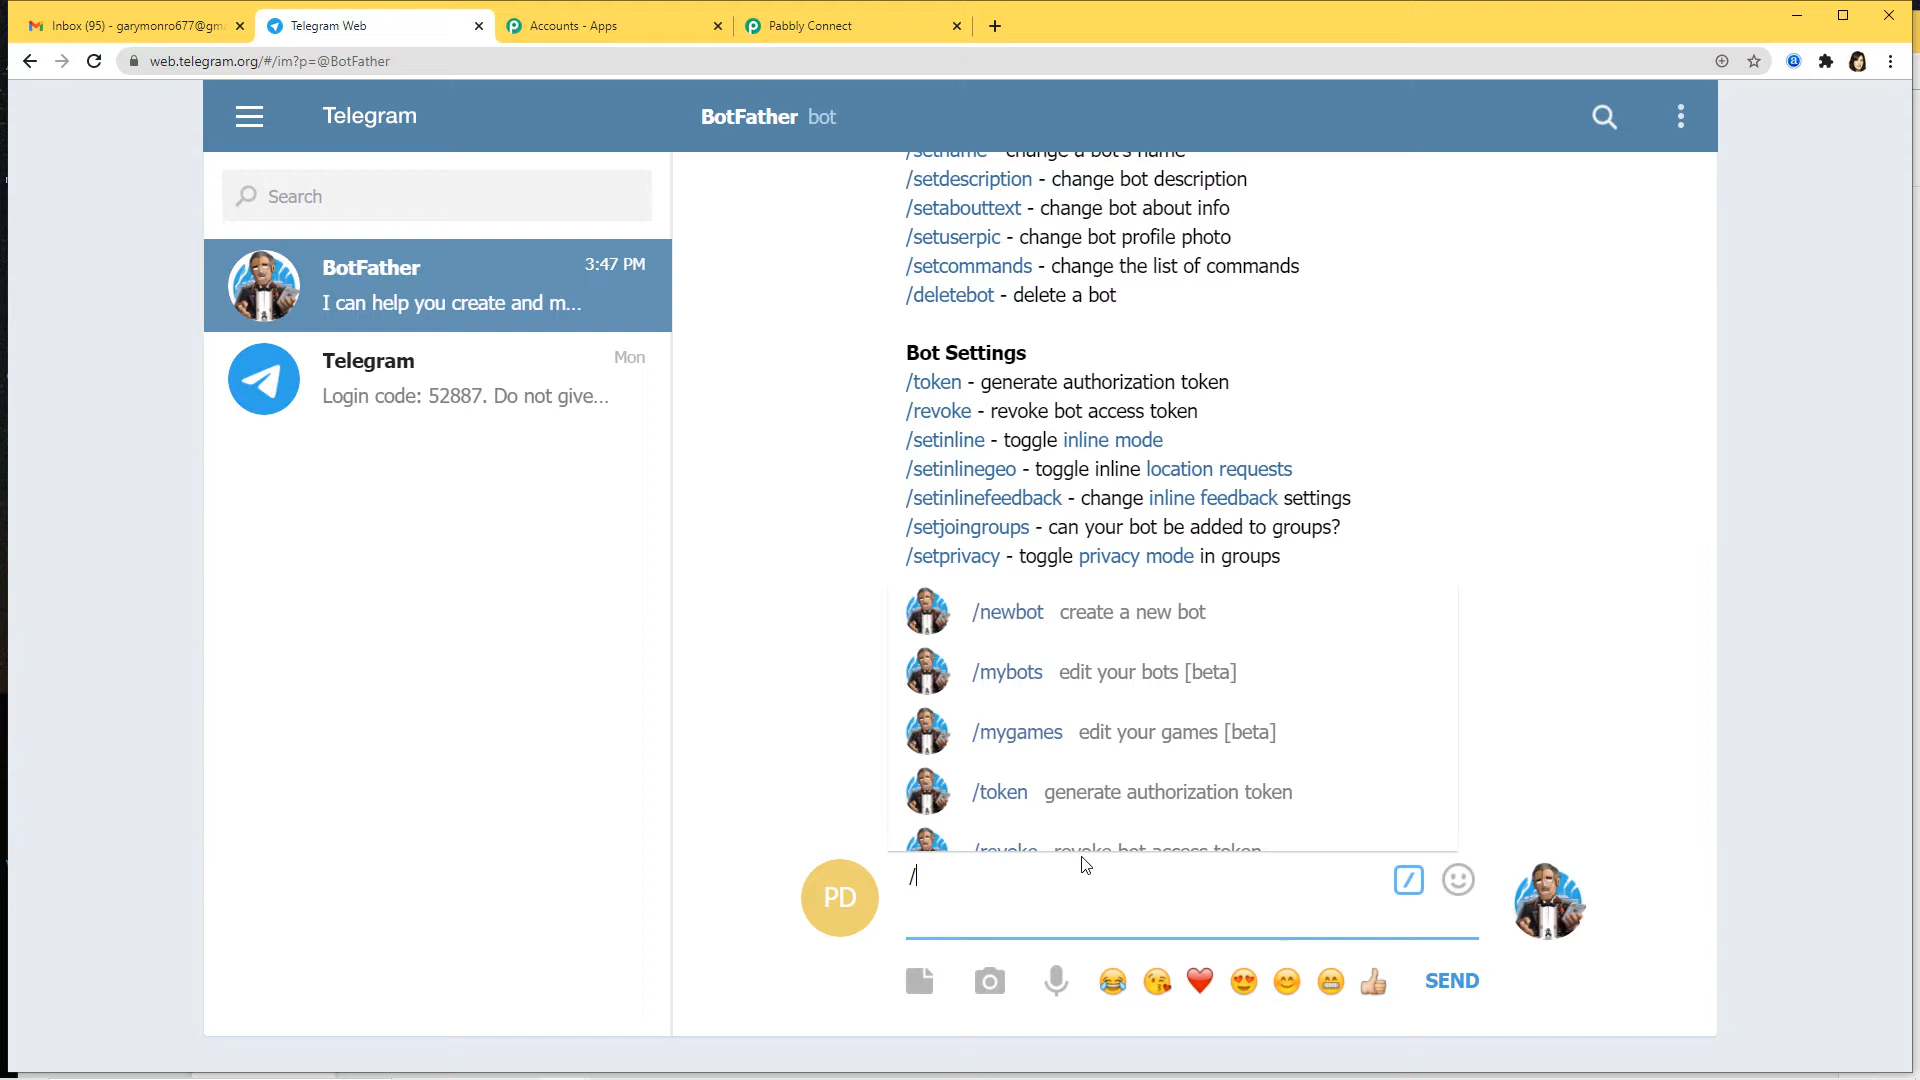 Inbox (95) - garymonro677@gm
Telegram Web
Accounts - Apps
Pabbly Connect
web.telegram.org/#/im?p=@BotFather
Telegram
BotFather bot
Search
BotFather 3:47 PM
I can help you create and m...
Telegram Mon
Login code: 52887. Do not give...
/setname - change a bot's name
/setdescription - change bot description
/setabouttext - change bot about info
/setuserpic - change bot profile photo
/setcommands - change the list of commands
/deletebot - delete a bot
Bot Settings
/token - generate authorization token
/revoke - revoke bot access token
/setinline - toggle inline mode
/setinlinegeo - toggle inline location requests
/setinlinefeedback - change inline feedback settings
/setjoingroups - can your bot be added to groups?
/setprivacy - toggle privacy mode in groups
/newbot create a new bot
/mybots edit your bots [beta]
/mygames edit your games [beta]
/token generate authorization token
/revoke revoke bot access token
/
PD
SEND